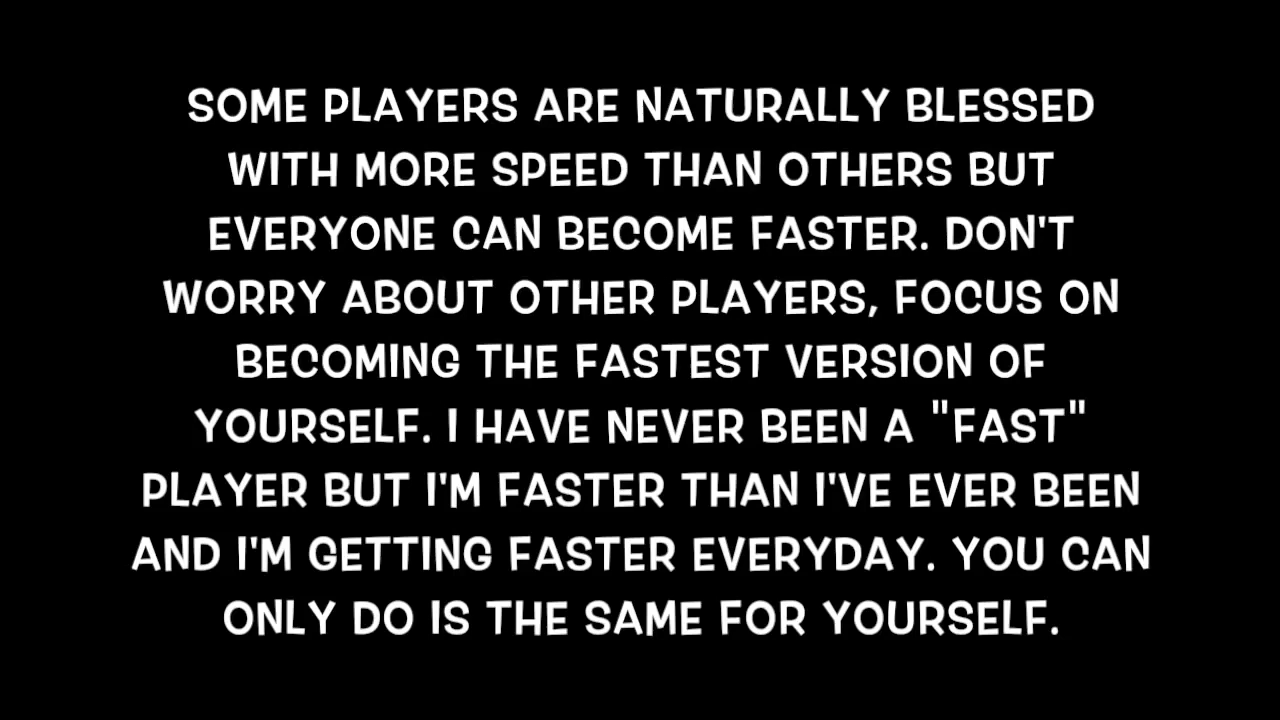 SOME PLAYERS ARE NATURALLY BLESSED
WITH MORE SPEED THAN OTHERS BUT
EVERYONE CAN BECOME FASTER. DON'T
WORRY ABOUT OTHER PLAYERS, FOCUS ON
BECOMING THE FASTEST VERSION OF
YOURSELF. I HAVE NEVER BEEN A "FAST"
PLAYER BUT I'M FASTER THAN I'VE EVER BEEN
AND I'M GETTING FASTER EVERYDAY. YOU CAN
ONLY DO IS THE SAME FOR YOURSELF.